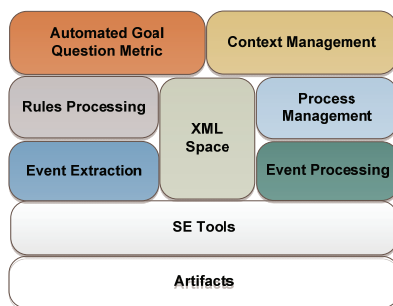 Automated Goal
Question Metric
Context Management
Rules Processing
XML
Space
Process
Management
Event Extraction
Event Processing
SE Tools
Artifacts